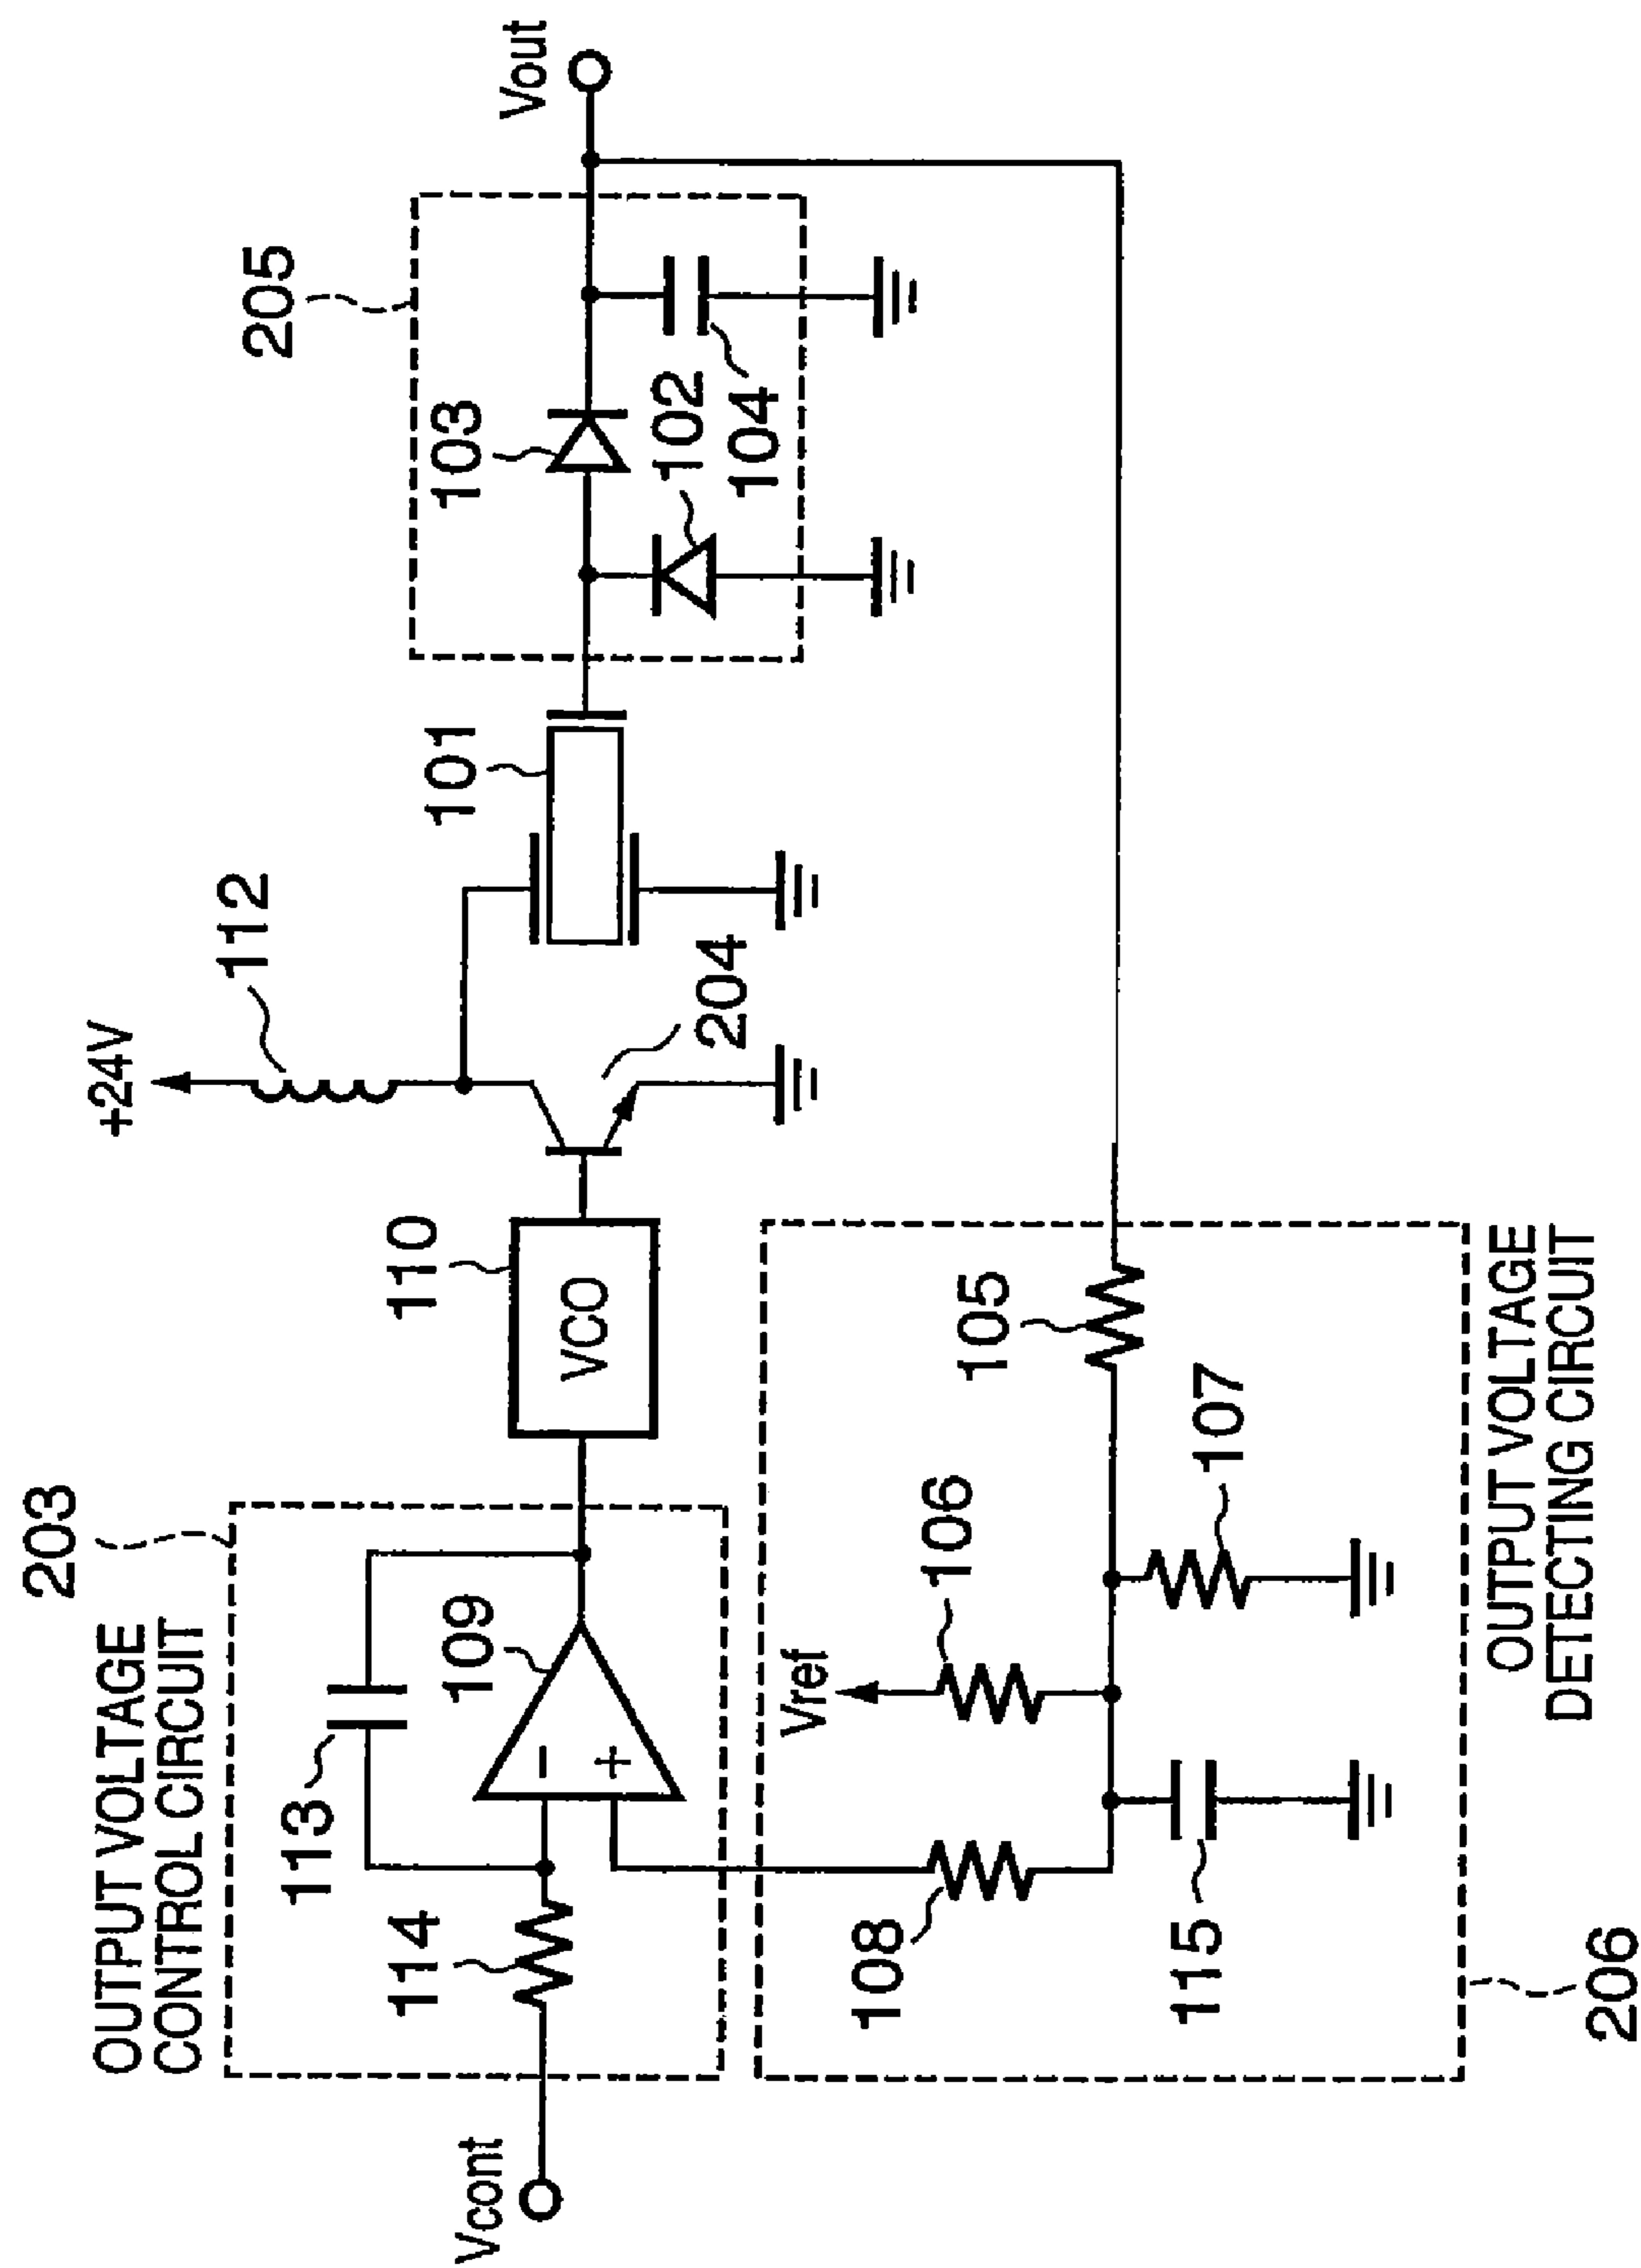 203
OUTPUT VOLTAGE
CONTROL CIRCUIT
113
109
114
Vcont
110
VCO
+24V
112
204
101
205
103
102
104
Vout
Vref
106
105
107
108
115
206
OUTPUT VOLTAGE
DETECTING CIRCUIT
−
+